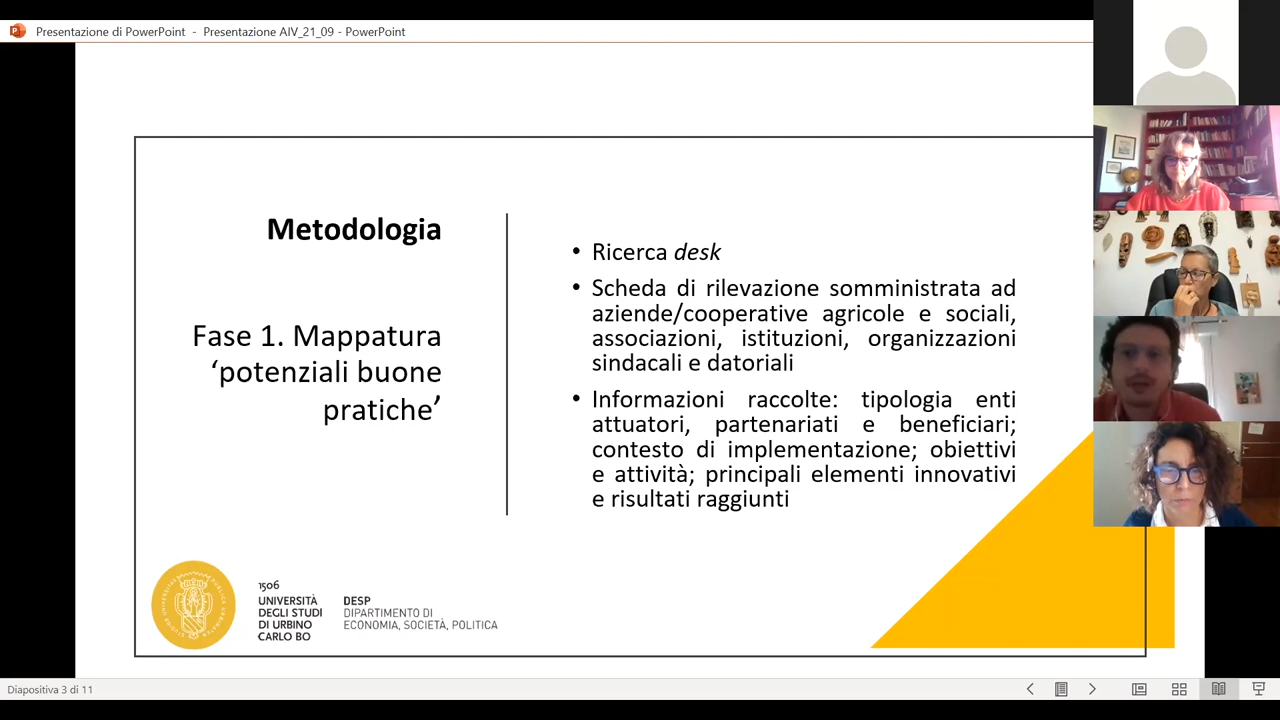 Presentazione di PowerPoint - Presentazione AIV_21_09 - PowerPoint
Metodologia
Fase 1. Mappatura
‘potenziali buone
pratiche’
• Ricerca desk
• Scheda di rilevazione somministrata ad
aziende/cooperative agricole e sociali,
associazioni, istituzioni, organizzazioni
sindacali e datoriali
• Informazioni raccolte: tipologia enti
attuatori, partenariati e beneficiari;
contesto di implementazione; obiettivi
e attività; principali elementi innovativi
e risultati raggiunti
1506
UNIVERSITÀ
DEGLI STUDI
DI URBINO
CARLO BO
DESP
DIPARTIMENTO DI
ECONOMIA, SOCIETÀ, POLITICA
Diapositiva 3 di 11